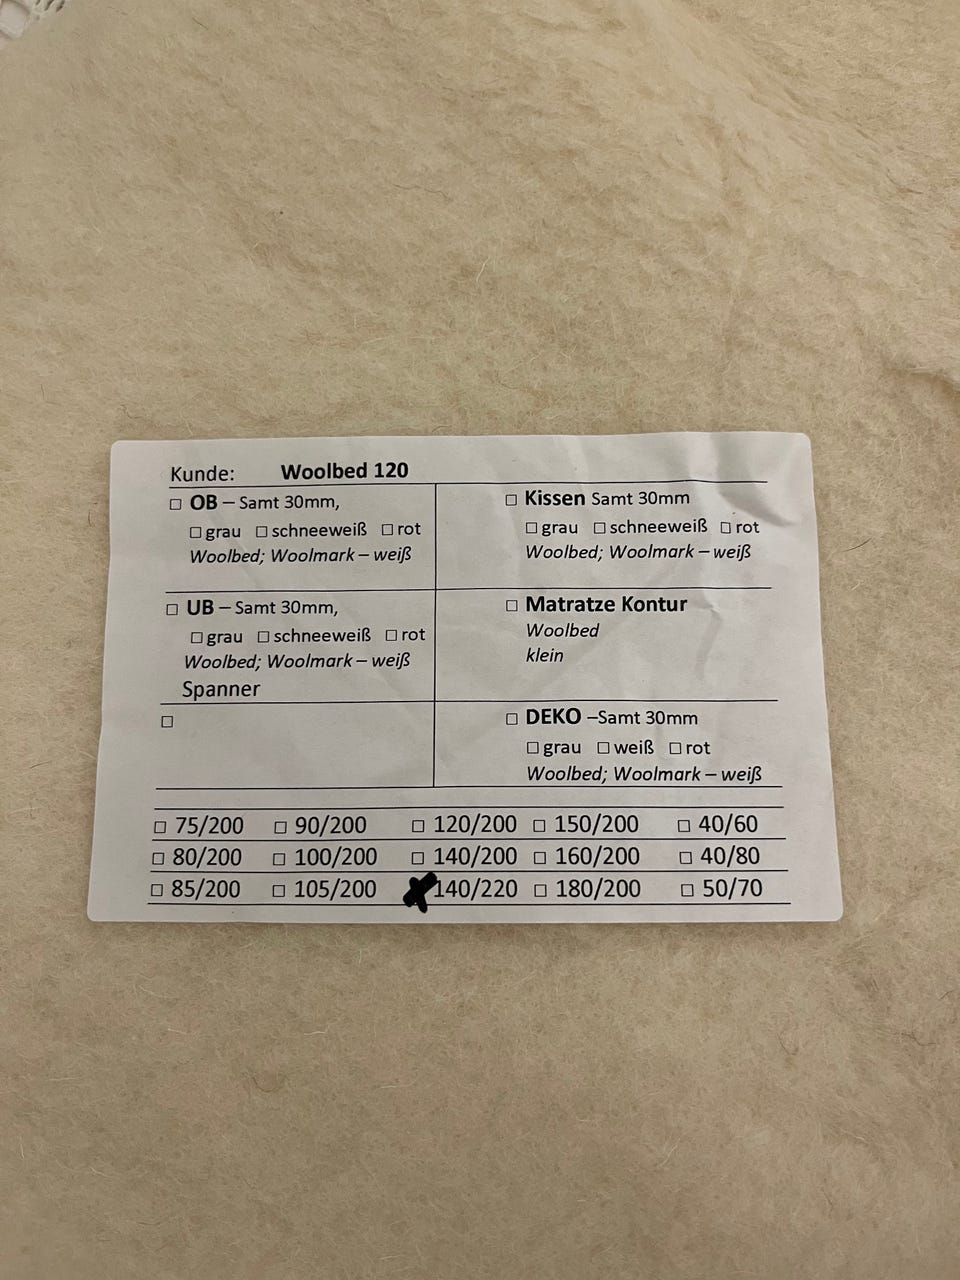 Kunde: Woolbed 120
☐ OB – Samt 30mm,
☐ grau ☐ schneeweiß ☐ rot
Woolbed; Woolmark – weiß
☐ Kissen Samt 30mm
☐ grau ☐ schneeweiß ☐ rot
Woolbed; Woolmark – weiß
☐ UB – Samt 30mm,
☐ grau ☐ schneeweiß ☐ rot
Woolbed; Woolmark – weiß
Spanner
☐ Matratze Kontur
Woolbed
klein
☐
☐ DEKO –Samt 30mm
☐ grau ☐ weiß ☐ rot
Woolbed; Woolmark – weiß
☐ 75/200 ☐ 90/200 ☐ 120/200 ☐ 150/200 ☐ 40/60
☐ 80/200 ☐ 100/200 ☐ 140/200 ☐ 160/200 ☐ 40/80
☐ 85/200 ☐ 105/200 ☒ 140/220 ☐ 180/200 ☐ 50/70